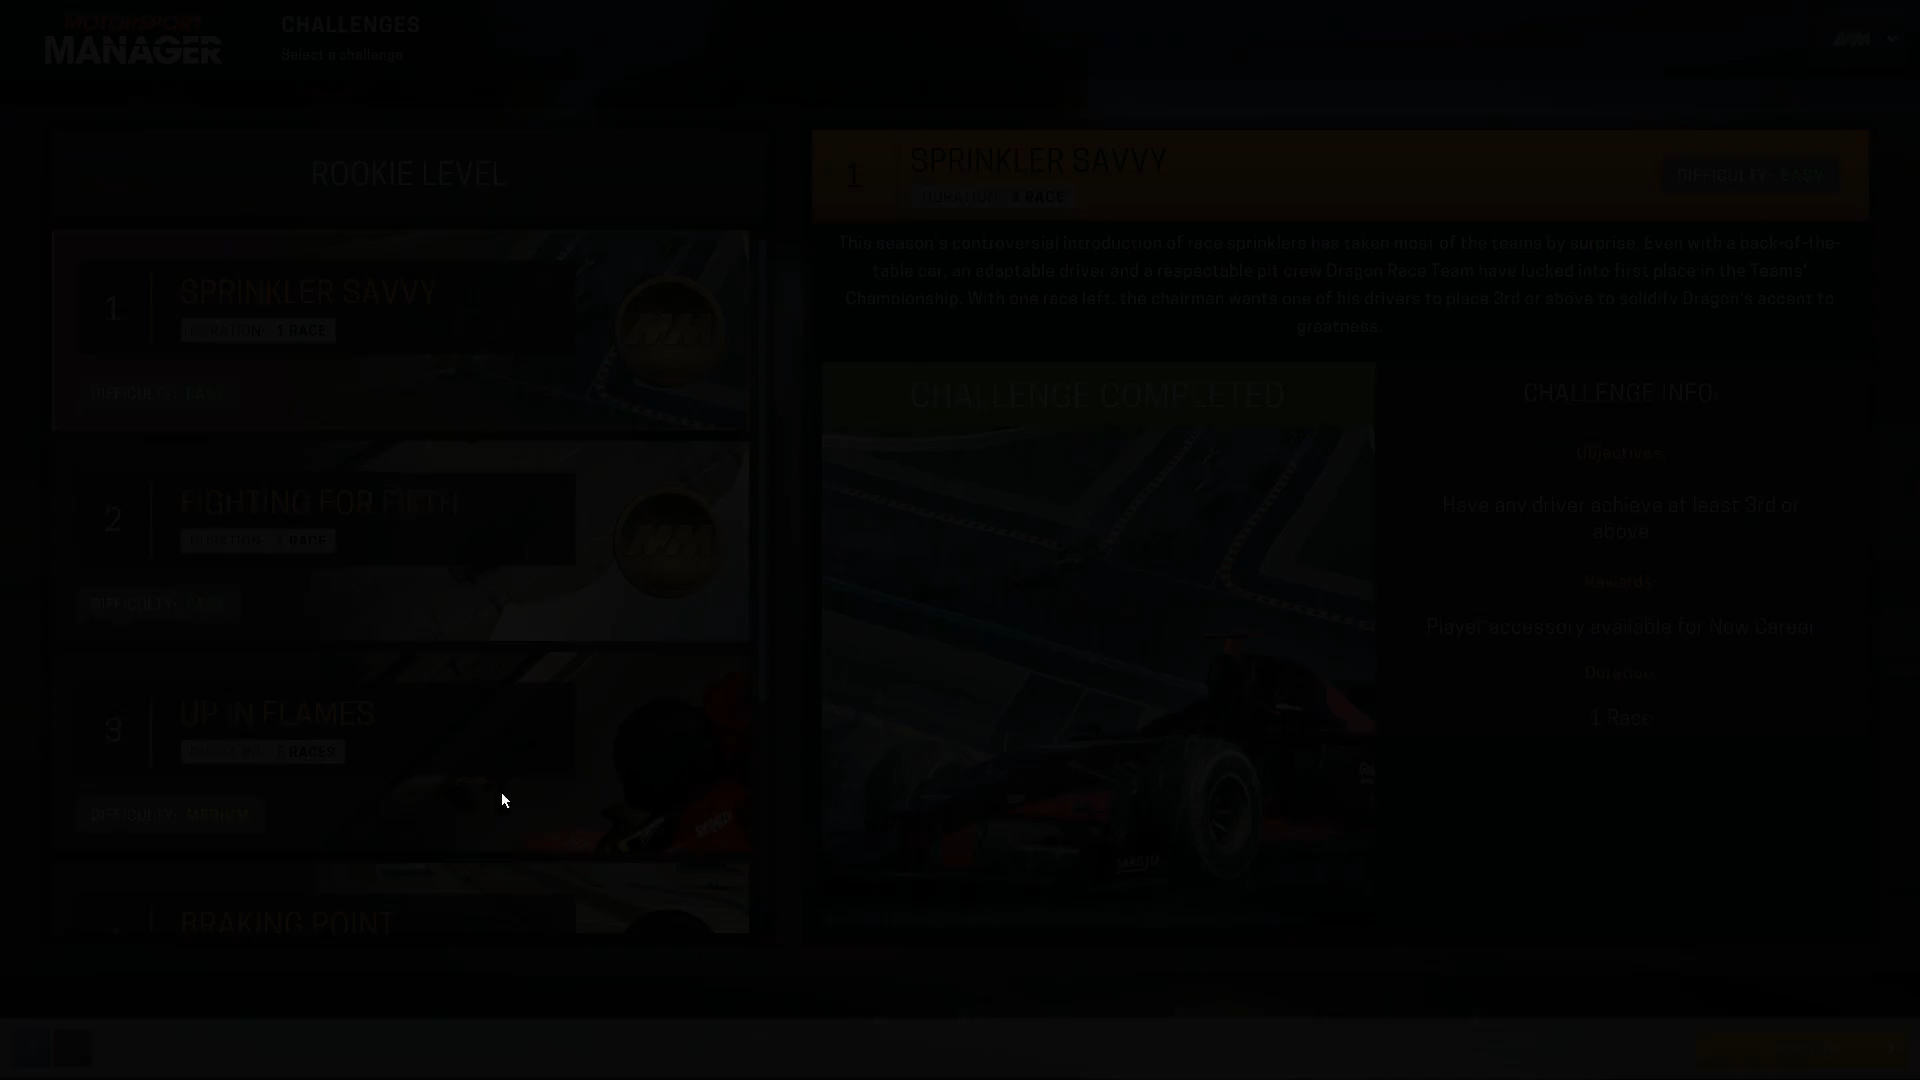 MOTORSPORT
MANAGER
CHALLENGES
Select a challenge
ROOKIE LEVEL
1
SPRINKLER SAVVY
DURATION: 1 RACE
DIFFICULTY: EASY
2
FIGHTING FOR FIFTH
DURATION: 1 RACE
DIFFICULTY: EASY
3
UP IN FLAMES
RACES
DIFFICULTY: MEDIUM
BRAKING POINT
1
SPRINKLER SAVVY
DURATION: 1 RACE
DIFFICULTY: EASY
This season's controversial introduction of race sprinklers has taken most of the teams by surprise. Even with a back-of-the-
table car, an adaptable driver and a respectable pit crew Dragon Race Team have lucked into first place in the Teams'
Championship. With one race left, the chairman wants one of his drivers to place 3rd or above to solidify Dragon's accent to
greatness.
CHALLENGE COMPLETED
CHALLENGE INFO:
Objectives:
Have any driver achieve at least 3rd or
above
Rewards:
Player accessory available for New Career
Duration:
1 Race